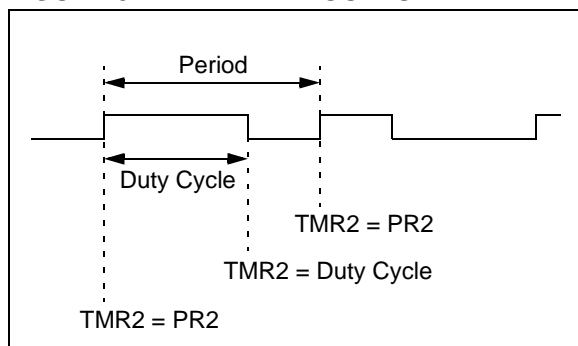 Period
Duty Cycle
TMR2 = PR2
TMR2 = Duty Cycle
TMR2 = PR2